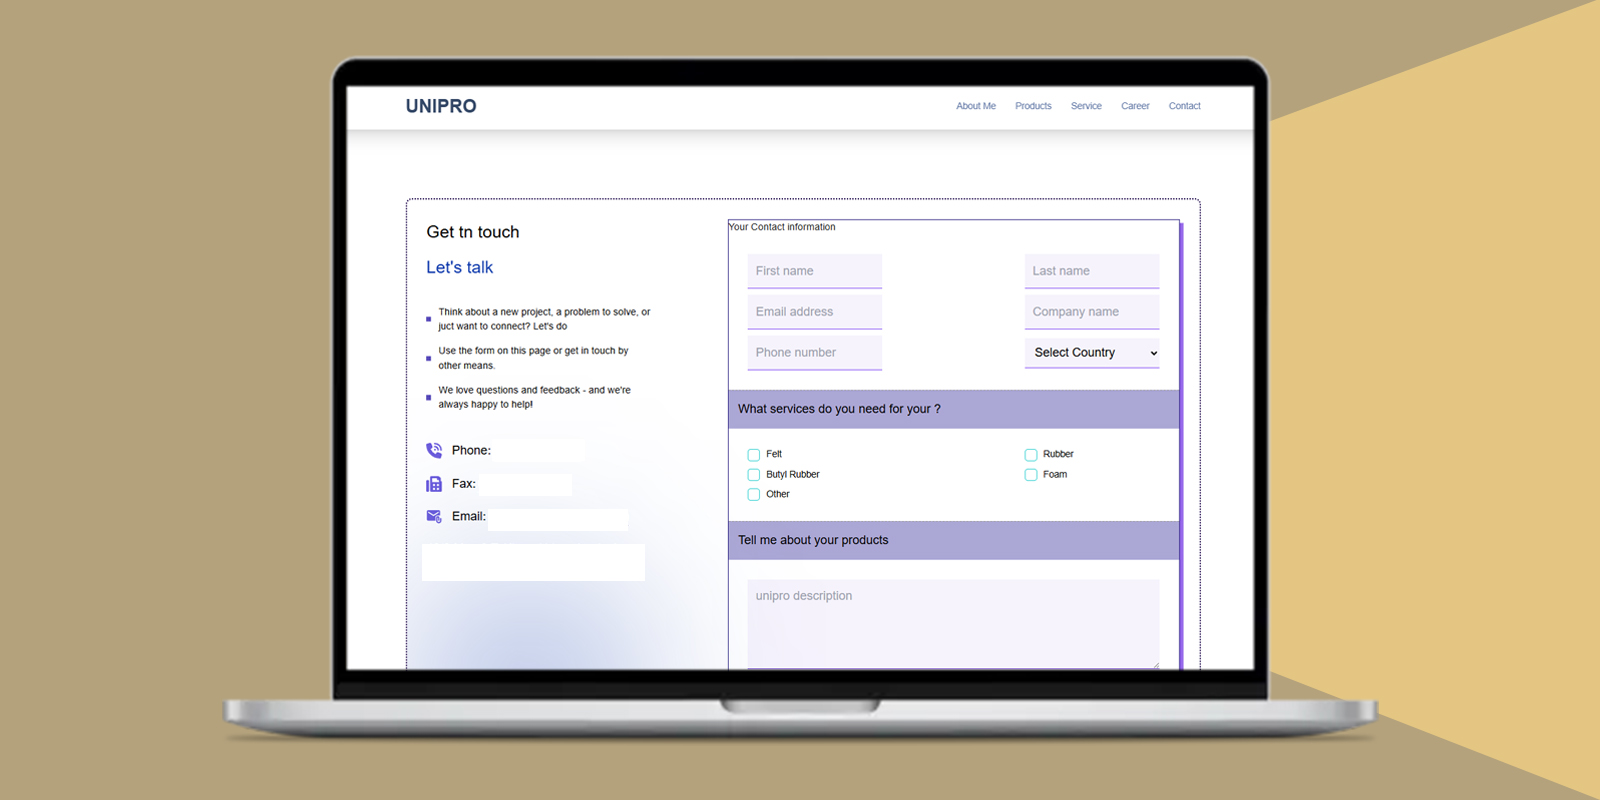 UNIPRO
About Me Products Service Career Contact
Get tn touch
Let's talk
Think about a new project, a problem to solve, or
juct want to connect? Let's do
Use the form on this page or get in touch by
other means.
We love questions and feedback - and we're
always happy to help!
Phone:
Fax:
Email:
Your Contact information
First name
Last name
Email address
Company name
Phone number
Select Country
What services do you need for your ?
Felt
Rubber
Butyl Rubber
Foam
Other
Tell me about your products
unipro description